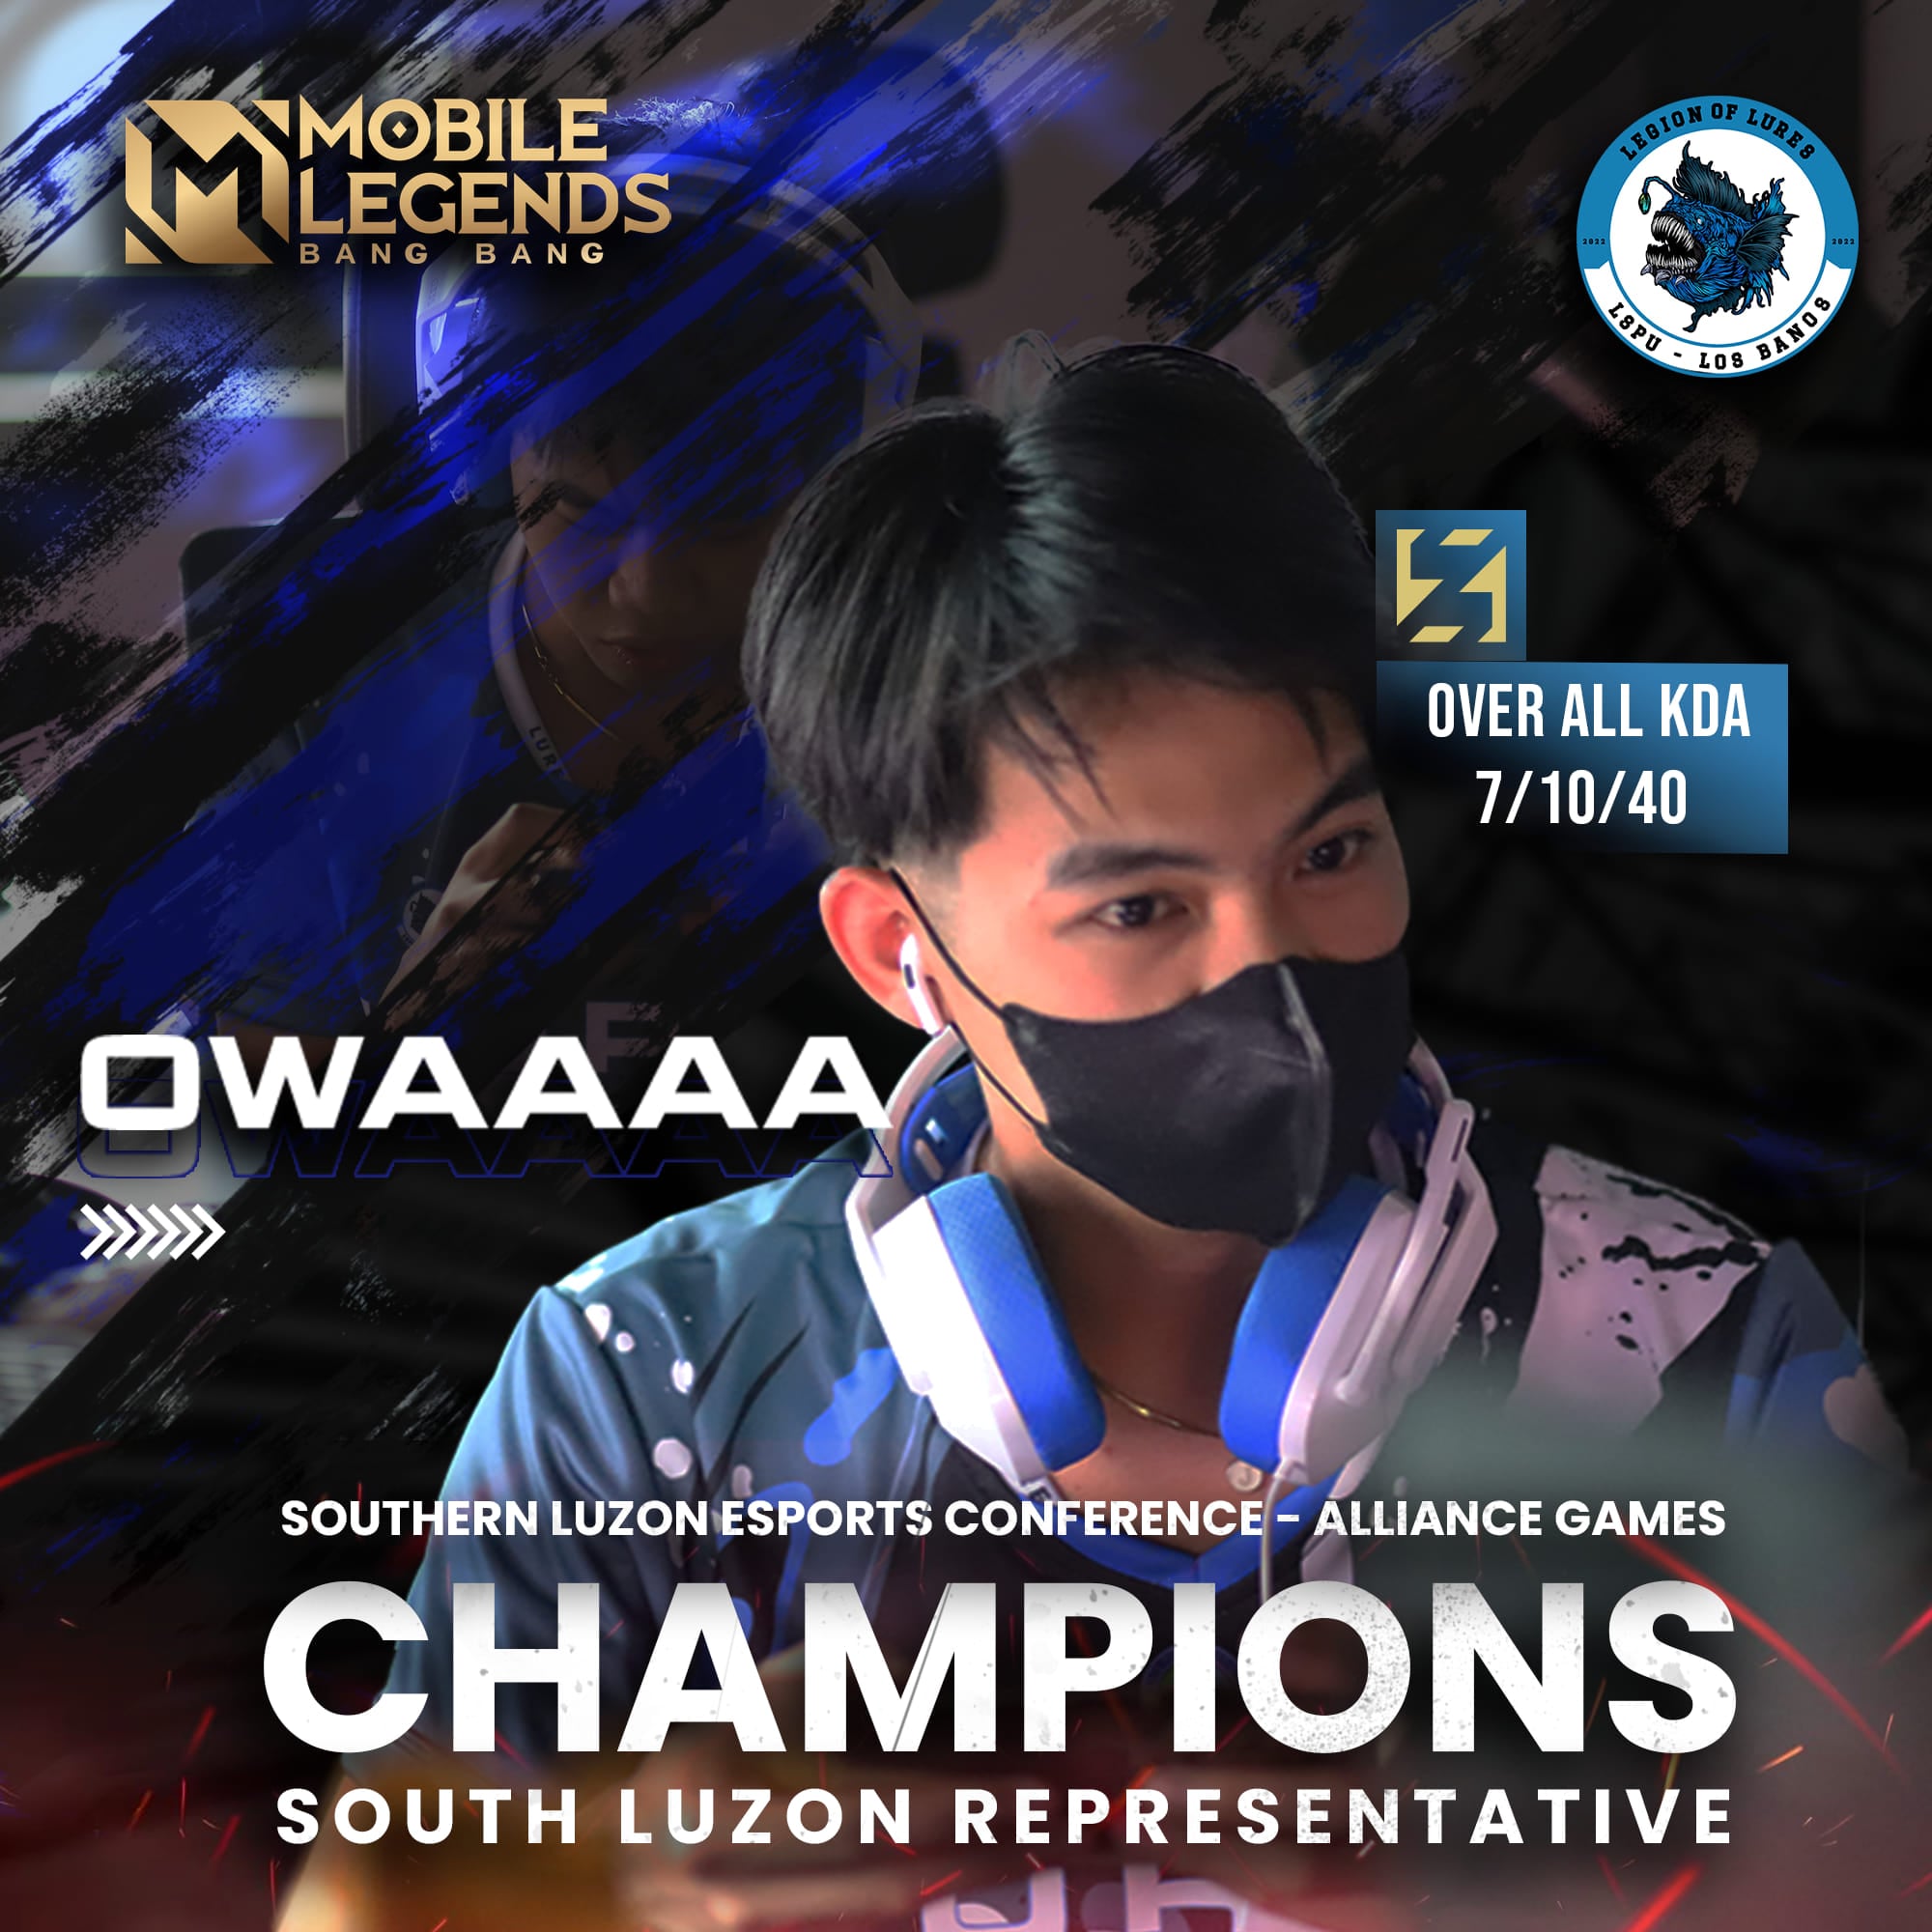 MOBILE
LEGENDS
BANG BANG
LEGION OF LURES
2022 2022
LSPU - LOS BANOS
OVER ALL KDA
7/10/40
LUR
OWAAAA
OWAAAA
SOUTHERN LUZON ESPORTS CONFERENCE - ALLIANCE GAMES
CHAMPIONS
SOUTH LUZON REPRESENTATIVE